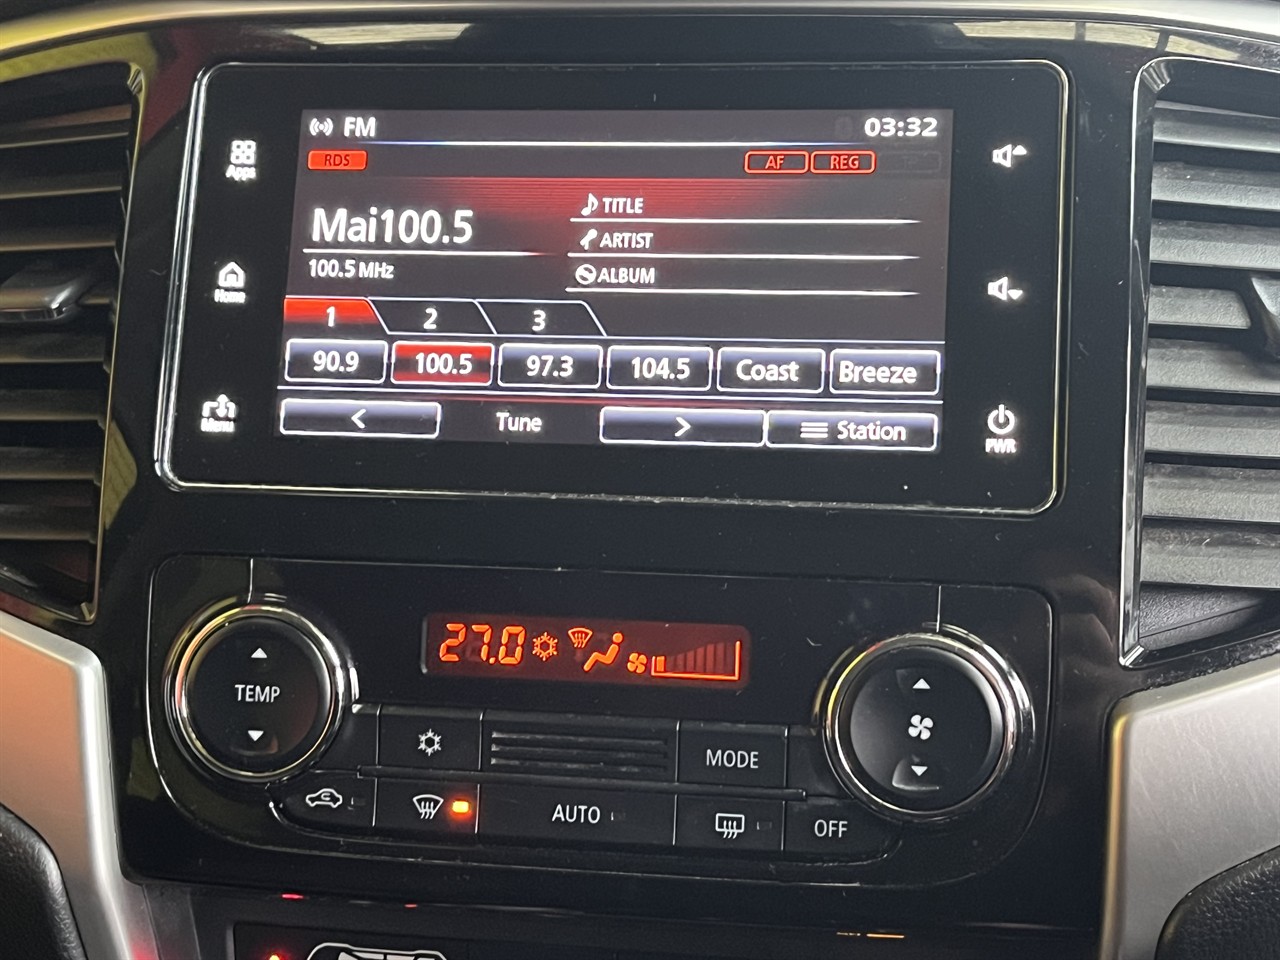 FM
03:32
RDS
AF
REG
Apps
Mai100.5
100.5 MHz
TITLE
ARTIST
ALBUM
Home
1
2
3
90.9
100.5
97.3
104.5
Coast
Breeze
Tune
Station
Menu
PWR
27.0
TEMP
MODE
AUTO
OFF